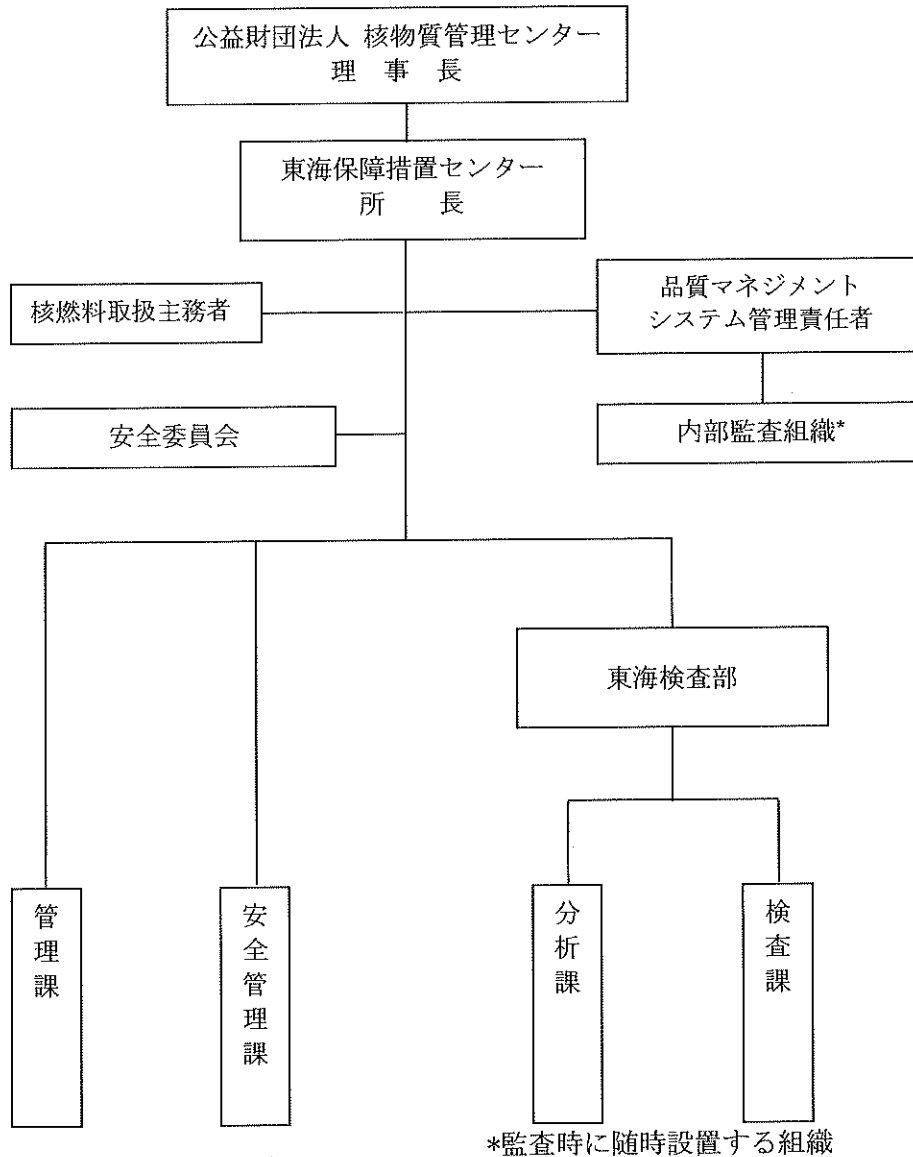 公益財団法人 核物質管理センター
理　事　長
東海保障措置センター
所　　長
核燃料取扱主務者
品質マネジメント
システム管理責任者
安全委員会
内部監査組織*
東海検査部
管理課
安全管理課
分析課
検査課
*監査時に随時設置する組織